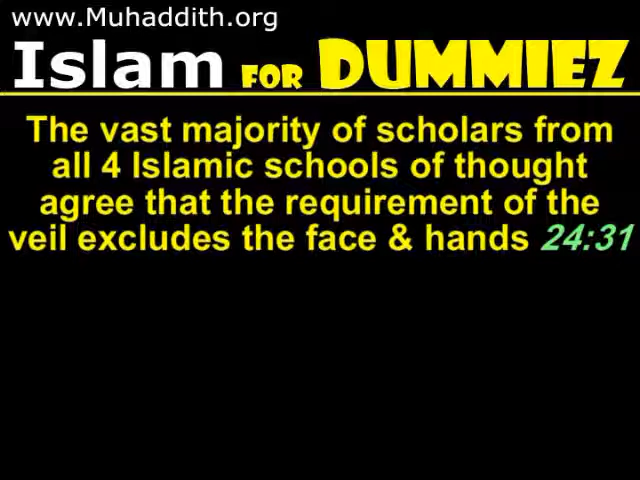 www.Muhaddith.org
Islam FOR DUMMIEZ
The vast majority of scholars from
all 4 Islamic schools of thought
agree that the requirement of the
veil excludes the face & hands 24:31